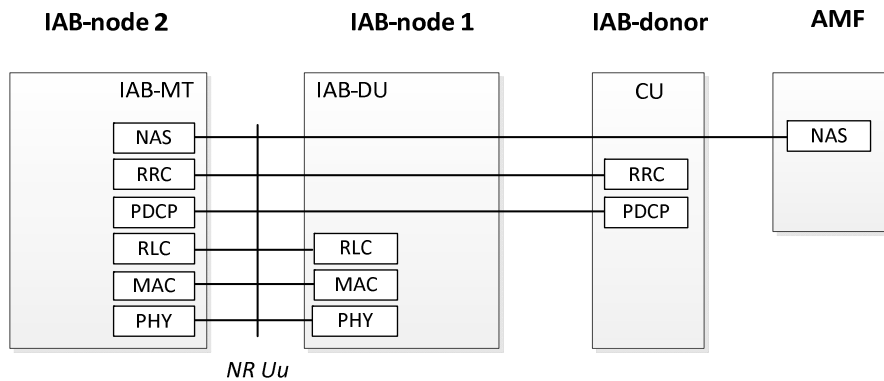 IAB-node 2 IAB-node 1 IAB-donor AMF
IAB-MT IAB-DU CU
NAS NAS
RRC RRC
PDCP PDCP
RLC RLC
MAC MAC
PHY PHY
NR Uu